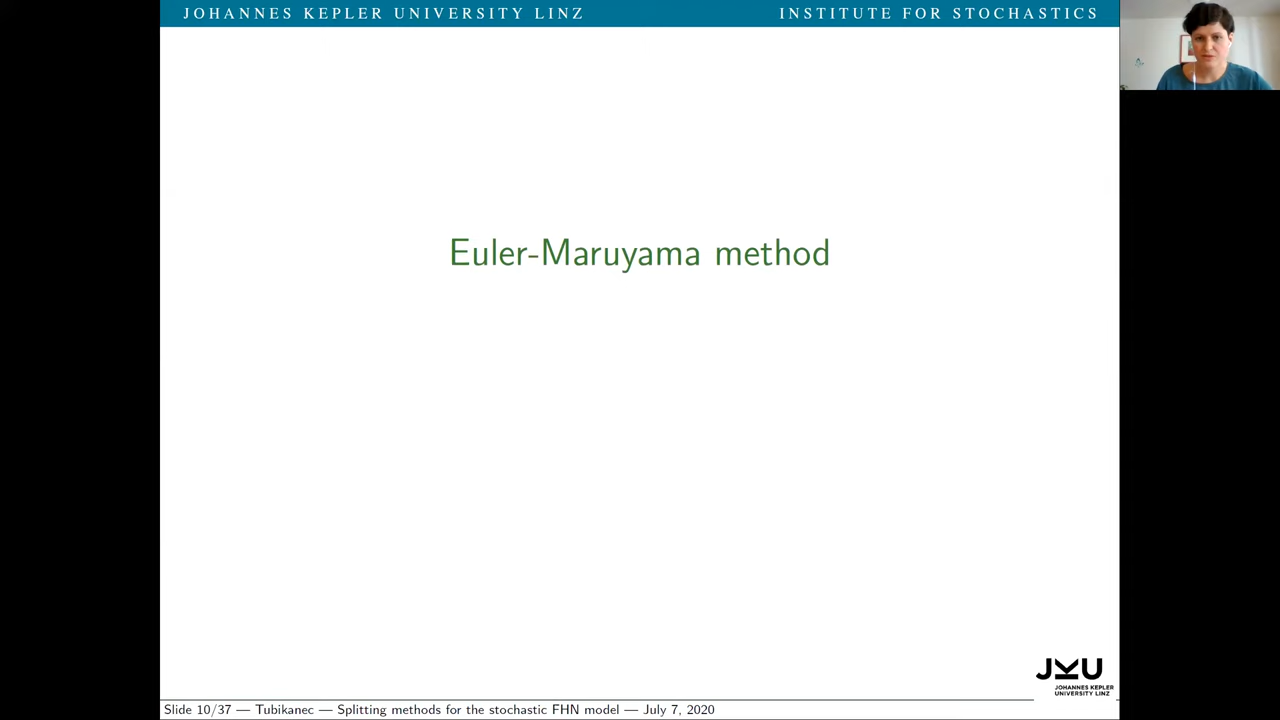 JOHANNES KEPLER UNIVERSITY LINZ
INSTITUTE FOR STOCHASTICS
Euler-Maruyama method
JKU
JOHANNES KEPLER
UNIVERSITY LINZ
Slide 10/37 — Tubikanec — Splitting methods for the stochastic FHN model — July 7, 2020